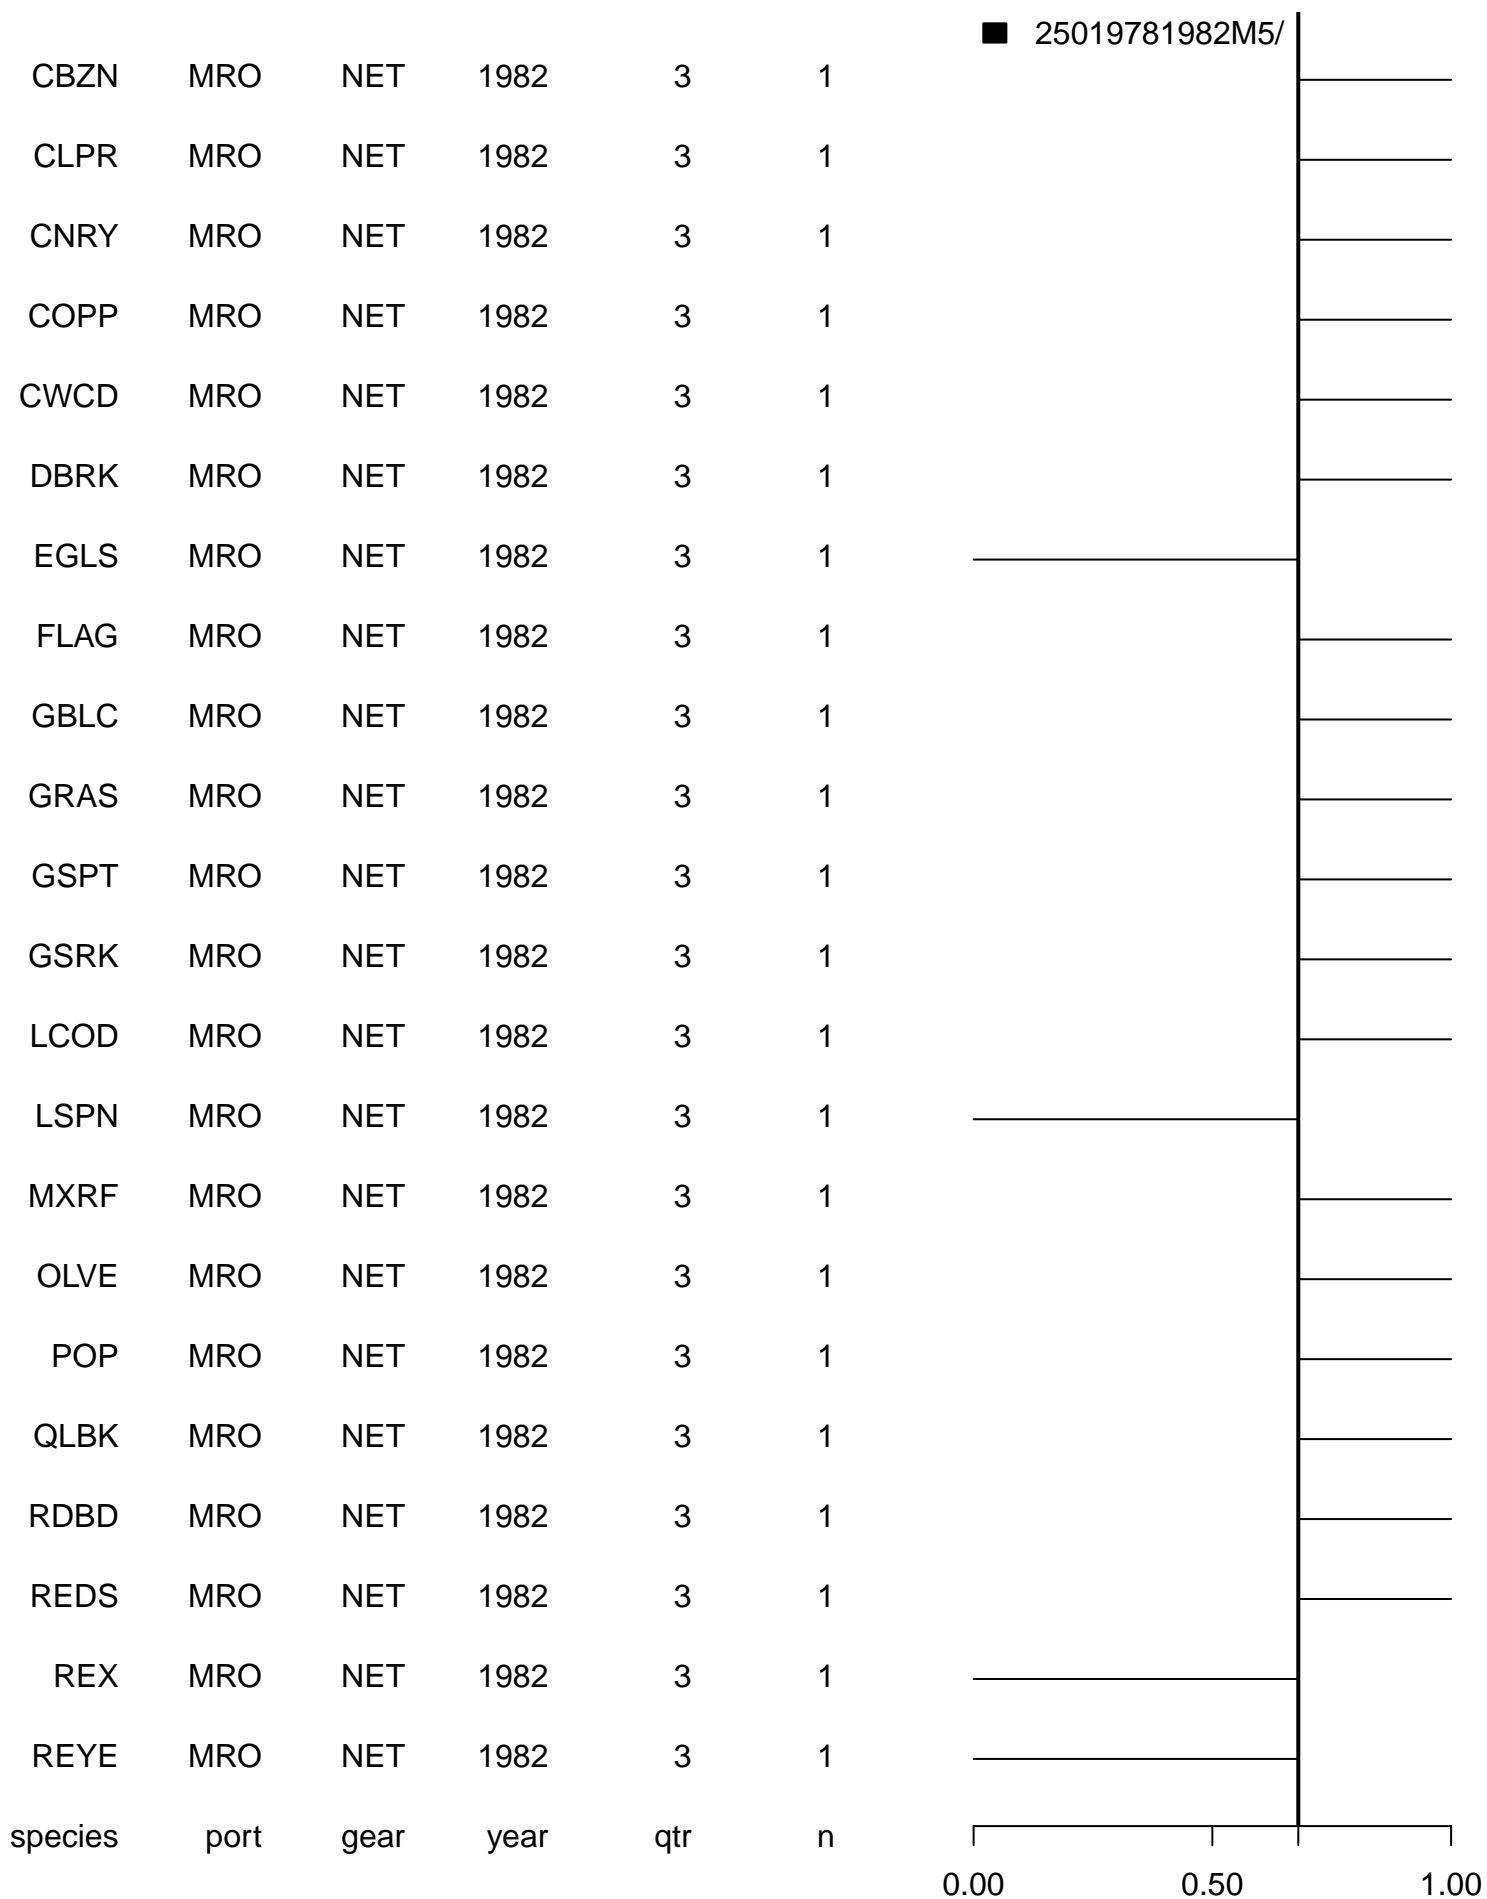 25019781982M5/
CBZN MRO NET 1982 3 1
CLPR MRO NET 1982 3 1
CNRY MRO NET 1982 3 1
COPP MRO NET 1982 3 1
CWCD MRO NET 1982 3 1
DBRK MRO NET 1982 3 1
EGLS MRO NET 1982 3 1
FLAG MRO NET 1982 3 1
GBLC MRO NET 1982 3 1
GRAS MRO NET 1982 3 1
GSPT MRO NET 1982 3 1
GSRK MRO NET 1982 3 1
LCOD MRO NET 1982 3 1
LSPN MRO NET 1982 3 1
MXRF MRO NET 1982 3 1
OLVE MRO NET 1982 3 1
POP MRO NET 1982 3 1
QLBK MRO NET 1982 3 1
RDBD MRO NET 1982 3 1
REDS MRO NET 1982 3 1
REX MRO NET 1982 3 1
REYE MRO NET 1982 3 1
species port gear year qtr n
0.00 0.50 1.00